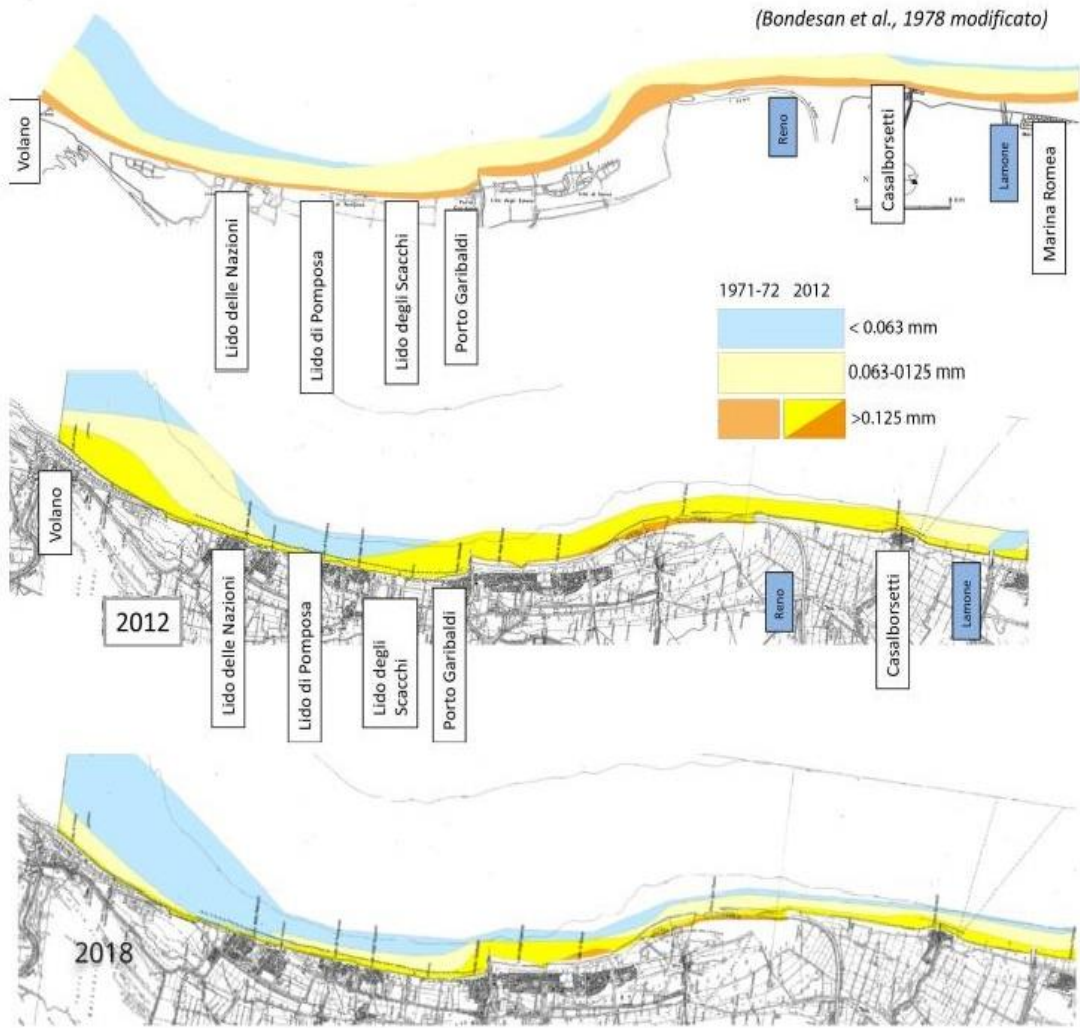 (Bondesan et al., 1978 modificato)
Volano
Lido delle Nazioni
Lido di Pomposa
Lido degli Scacchi
Porto Garibaldi
Reno
Casalborsetti
Lamone
Marina Romea
1971-72 2012
< 0.063 mm
0.063-0125 mm
>0.125 mm
Volano
2012
Lido delle Nazioni
Lido di Pomposa
Lido degli
Scacchi
Porto Garibaldi
Reno
Casalborsetti
Lamone
2018